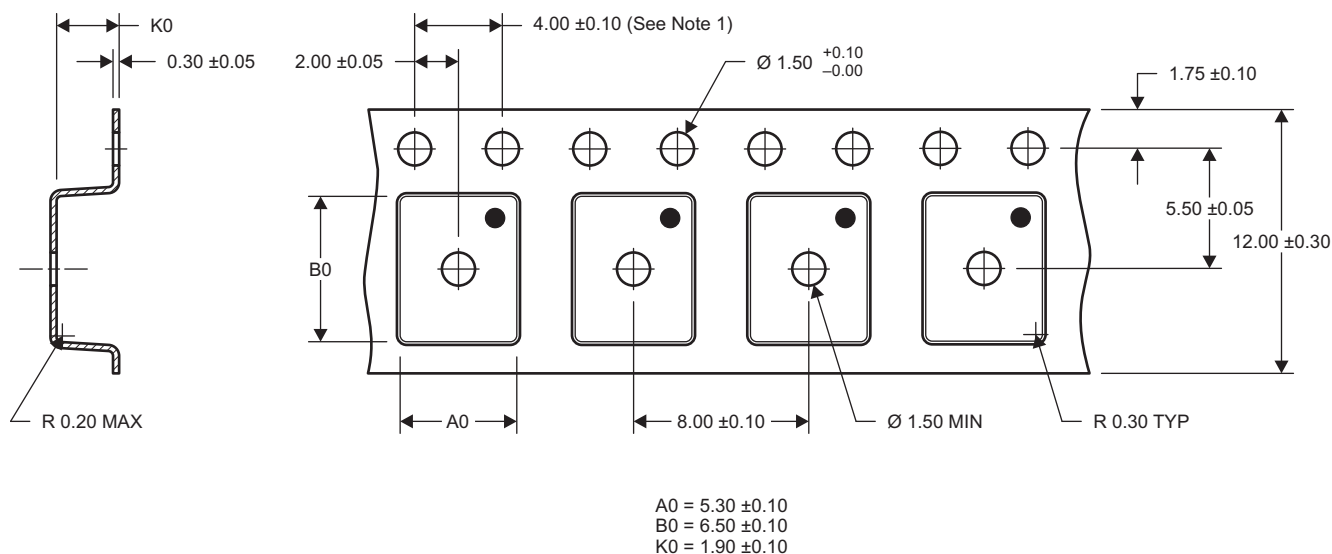 K0
4.00 ±0.10 (See Note 1)
0.30 ±0.05
2.00 ±0.05
Ø 1.50 +0.10 –0.00
1.75 ±0.10
B0
5.50 ±0.05
12.00 ±0.30
R 0.20 MAX
A0
8.00 ±0.10
Ø 1.50 MIN
R 0.30 TYP
A0 = 5.30 ±0.10
B0 = 6.50 ±0.10
K0 = 1.90 ±0.10